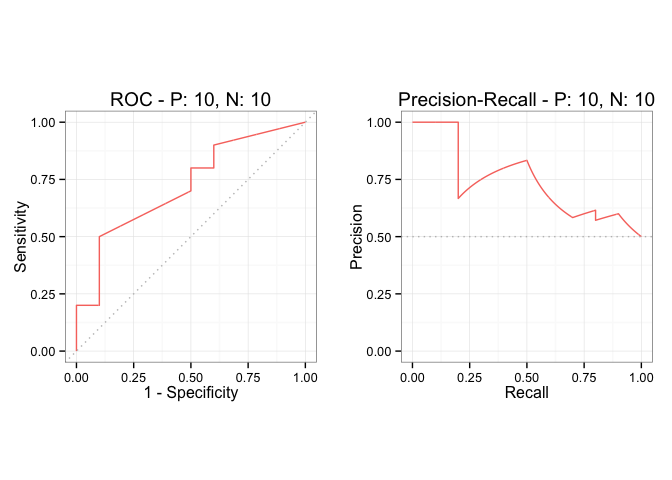 ROC - P: 10, N: 10
1.00
0.75
0.50
0.25
0.00
Sensitivity
0.00 0.25 0.50 0.75 1.00
1 - Specificity
Precision-Recall - P: 10, N: 10
1.00
0.75
0.50
0.25
0.00
Precision
0.00 0.25 0.50 0.75 1.00
Recall